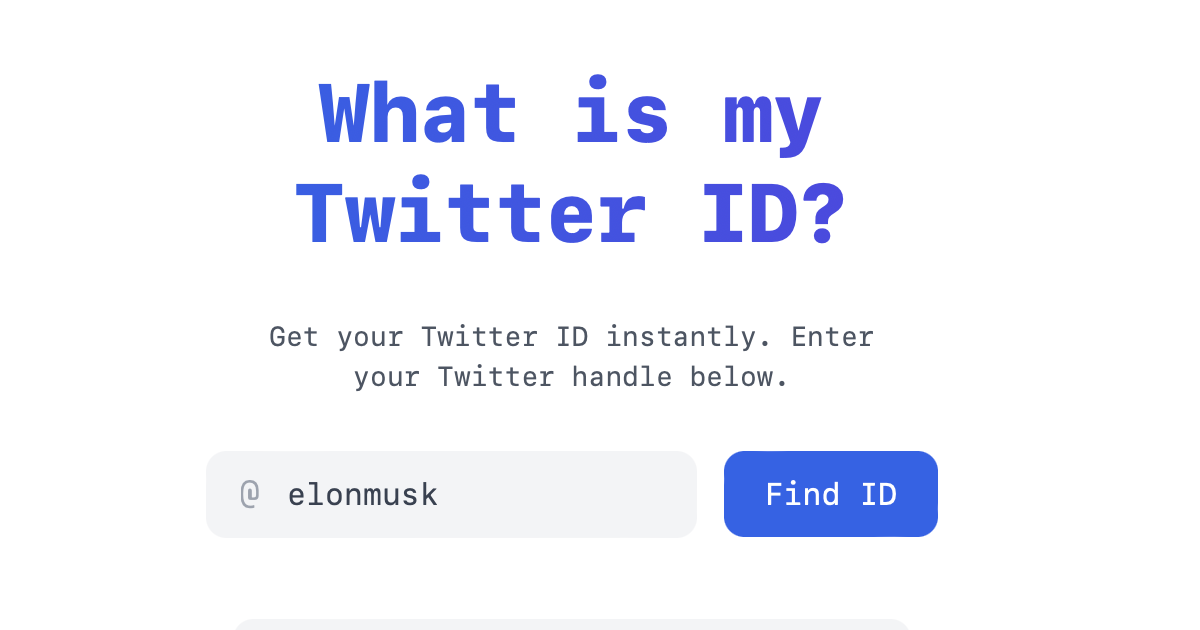 What is my
Twitter ID?
Get your Twitter ID instantly. Enter
your Twitter handle below.
@ elonmusk
Find ID